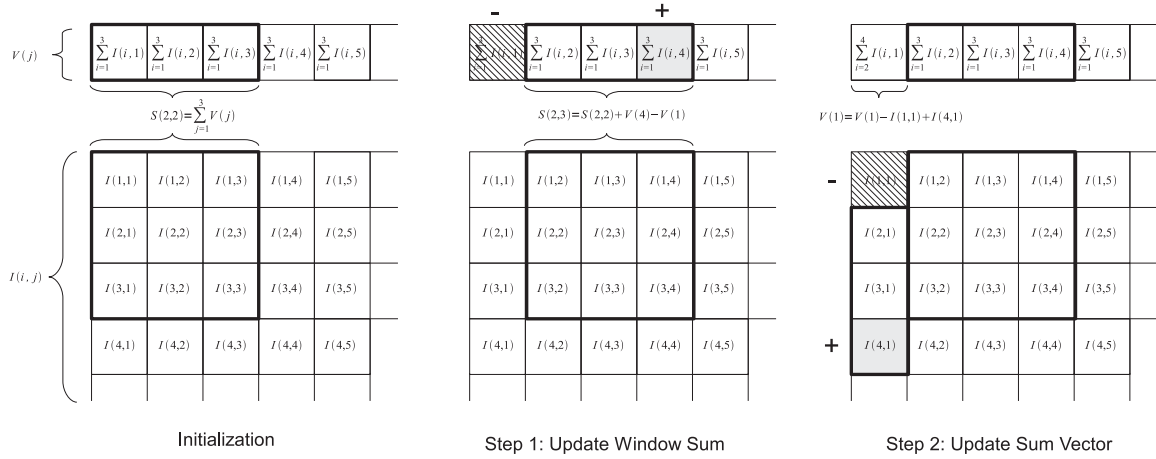 - +
V(j) 3∑i=1 I(i,1) 3∑i=1 I(i,2) 3∑i=1 I(i,3) 3∑i=1 I(i,4) 3∑i=1 I(i,5)
3∑i=1 I(i,1) 3∑i=1 I(i,2) 3∑i=1 I(i,3) 3∑i=1 I(i,4) 3∑i=1 I(i,5)
4∑i=2 I(i,1) 3∑i=1 I(i,2) 3∑i=1 I(i,3) 3∑i=1 I(i,4) 3∑i=1 I(i,5)
S(2,2)=3∑j=1 V(j)
S(2,3)=S(2,2)+V(4)−V(1)
V(1)=V(1)−I(1,1)+I(4,1)
I(i,j)
I(1,1) I(1,2) I(1,3) I(1,4) I(1,5)
I(2,1) I(2,2) I(2,3) I(2,4) I(2,5)
I(3,1) I(3,2) I(3,3) I(3,4) I(3,5)
I(4,1) I(4,2) I(4,3) I(4,4) I(4,5)
Initialization
I(1,1) I(1,2) I(1,3) I(1,4) I(1,5)
I(2,1) I(2,2) I(2,3) I(2,4) I(2,5)
I(3,1) I(3,2) I(3,3) I(3,4) I(3,5)
I(4,1) I(4,2) I(4,3) I(4,4) I(4,5)
Step 1: Update Window Sum
- I(1,1) I(1,2) I(1,3) I(1,4) I(1,5)
I(2,1) I(2,2) I(2,3) I(2,4) I(2,5)
I(3,1) I(3,2) I(3,3) I(3,4) I(3,5)
+ I(4,1) I(4,2) I(4,3) I(4,4) I(4,5)
Step 2: Update Sum Vector